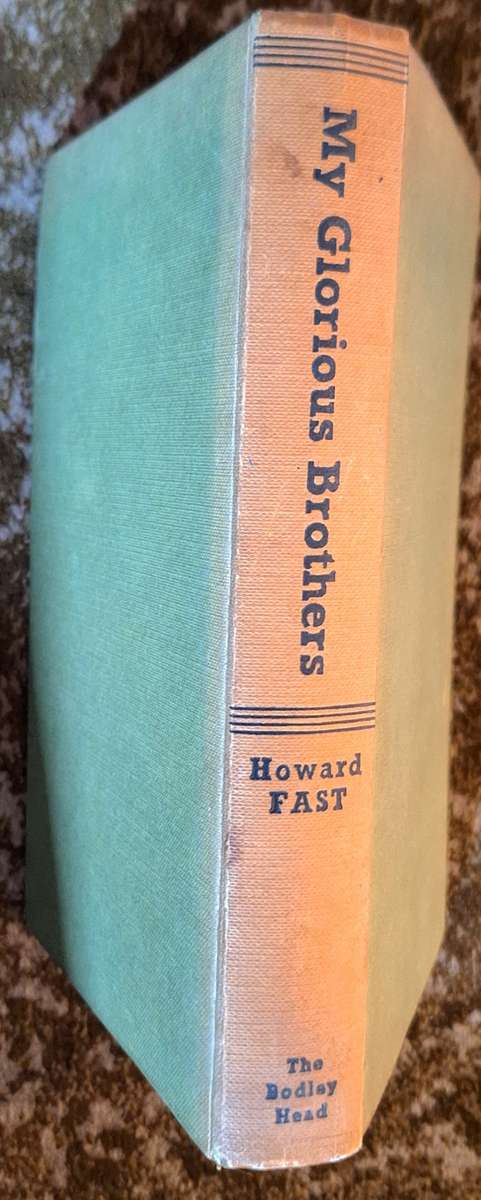 My Glorious Brothers
Howard
FAST
The
Bodley
Head